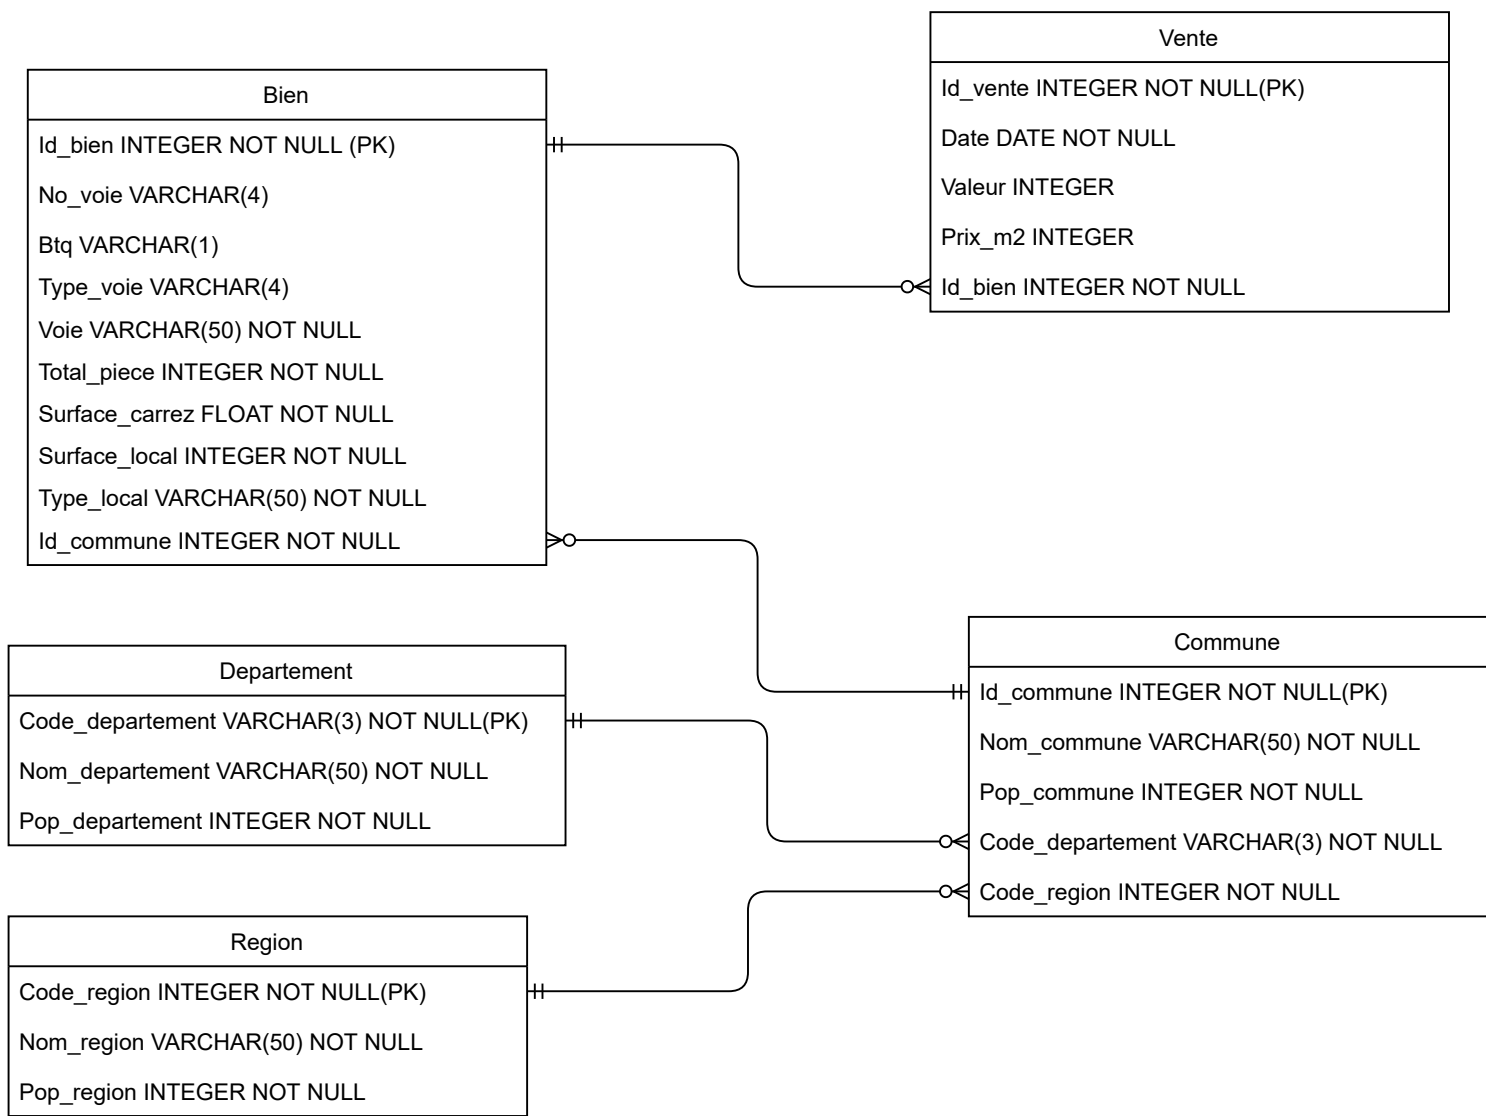 Bien
Id_bien INTEGER NOT NULL (PK)
No_voie VARCHAR(4)
Btq VARCHAR(1)
Type_voie VARCHAR(4)
Voie VARCHAR(50) NOT NULL
Total_piece INTEGER NOT NULL
Surface_carrez FLOAT NOT NULL
Surface_local INTEGER NOT NULL
Type_local VARCHAR(50) NOT NULL
Id_commune INTEGER NOT NULL
Vente
Id_vente INTEGER NOT NULL(PK)
Date DATE NOT NULL
Valeur INTEGER
Prix_m2 INTEGER
Id_bien INTEGER NOT NULL
Departement
Code_departement VARCHAR(3) NOT NULL(PK)
Nom_departement VARCHAR(50) NOT NULL
Pop_departement INTEGER NOT NULL
Commune
Id_commune INTEGER NOT NULL(PK)
Nom_commune VARCHAR(50) NOT NULL
Pop_commune INTEGER NOT NULL
Code_departement VARCHAR(3) NOT NULL
Code_region INTEGER NOT NULL
Region
Code_region INTEGER NOT NULL(PK)
Nom_region VARCHAR(50) NOT NULL
Pop_region INTEGER NOT NULL